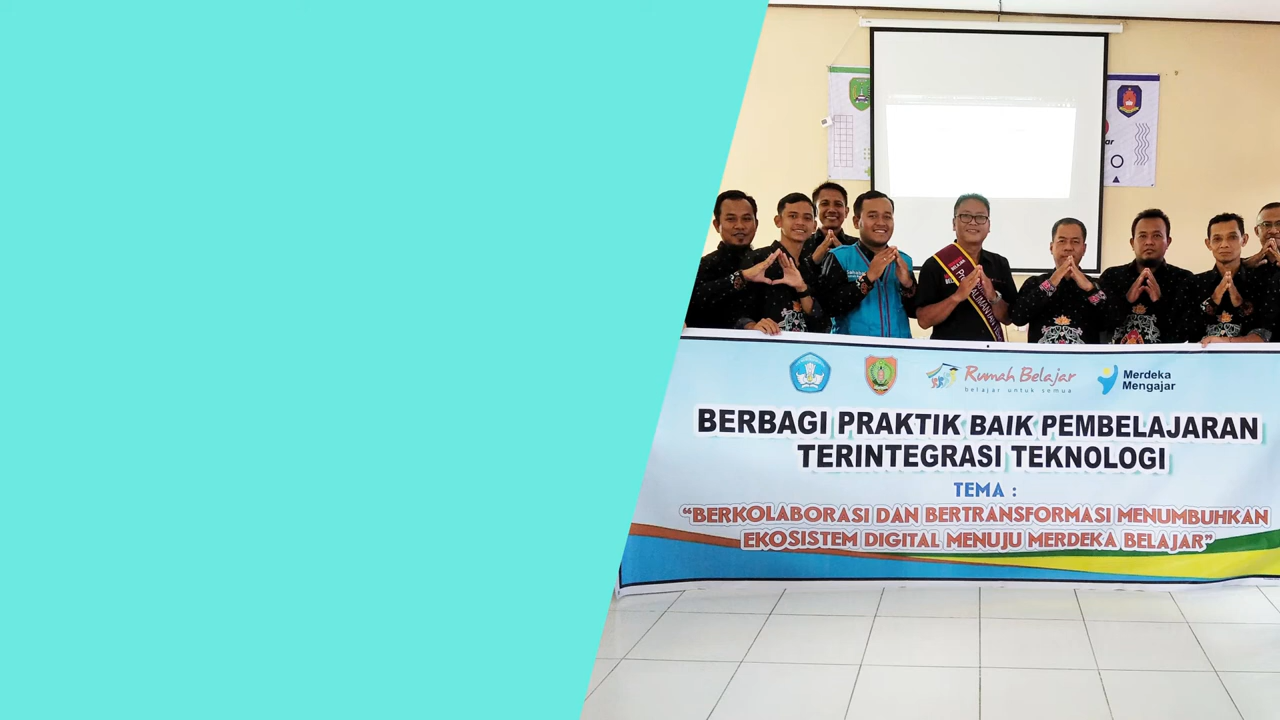 Rumah Belajar
belajar untuk semua
Merdeka
Mengajar
BERBAGI PRAKTIK BAIK PEMBELAJARAN
TERINTEGRASI TEKNOLOGI
TEMA :
“BERKOLABORASI DAN BERTRANSFORMASI MENUMBUHKAN
EKOSISTEM DIGITAL MENUJU MERDEKA BELAJAR”